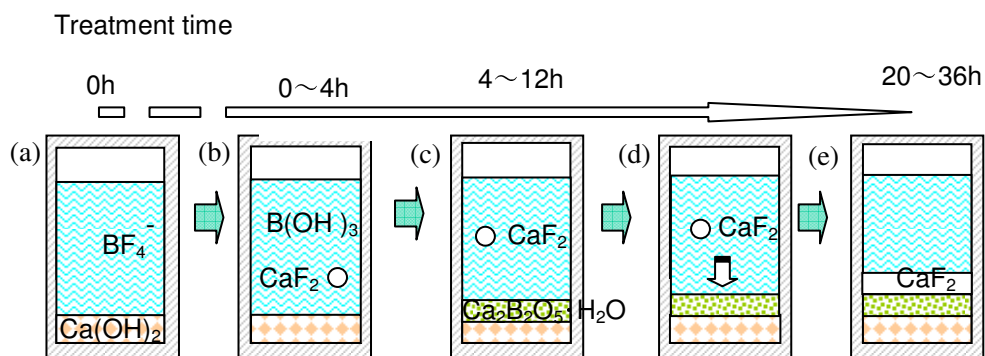 Treatment time
0h
0～4h
4～12h
20～36h
(a)
(b)
(c)
(d)
(e)
BF₄⁻
B(OH)₃
CaF₂
CaF₂
CaF₂
CaF₂
Ca(OH)₂
Ca₂B₂O₅·H₂O